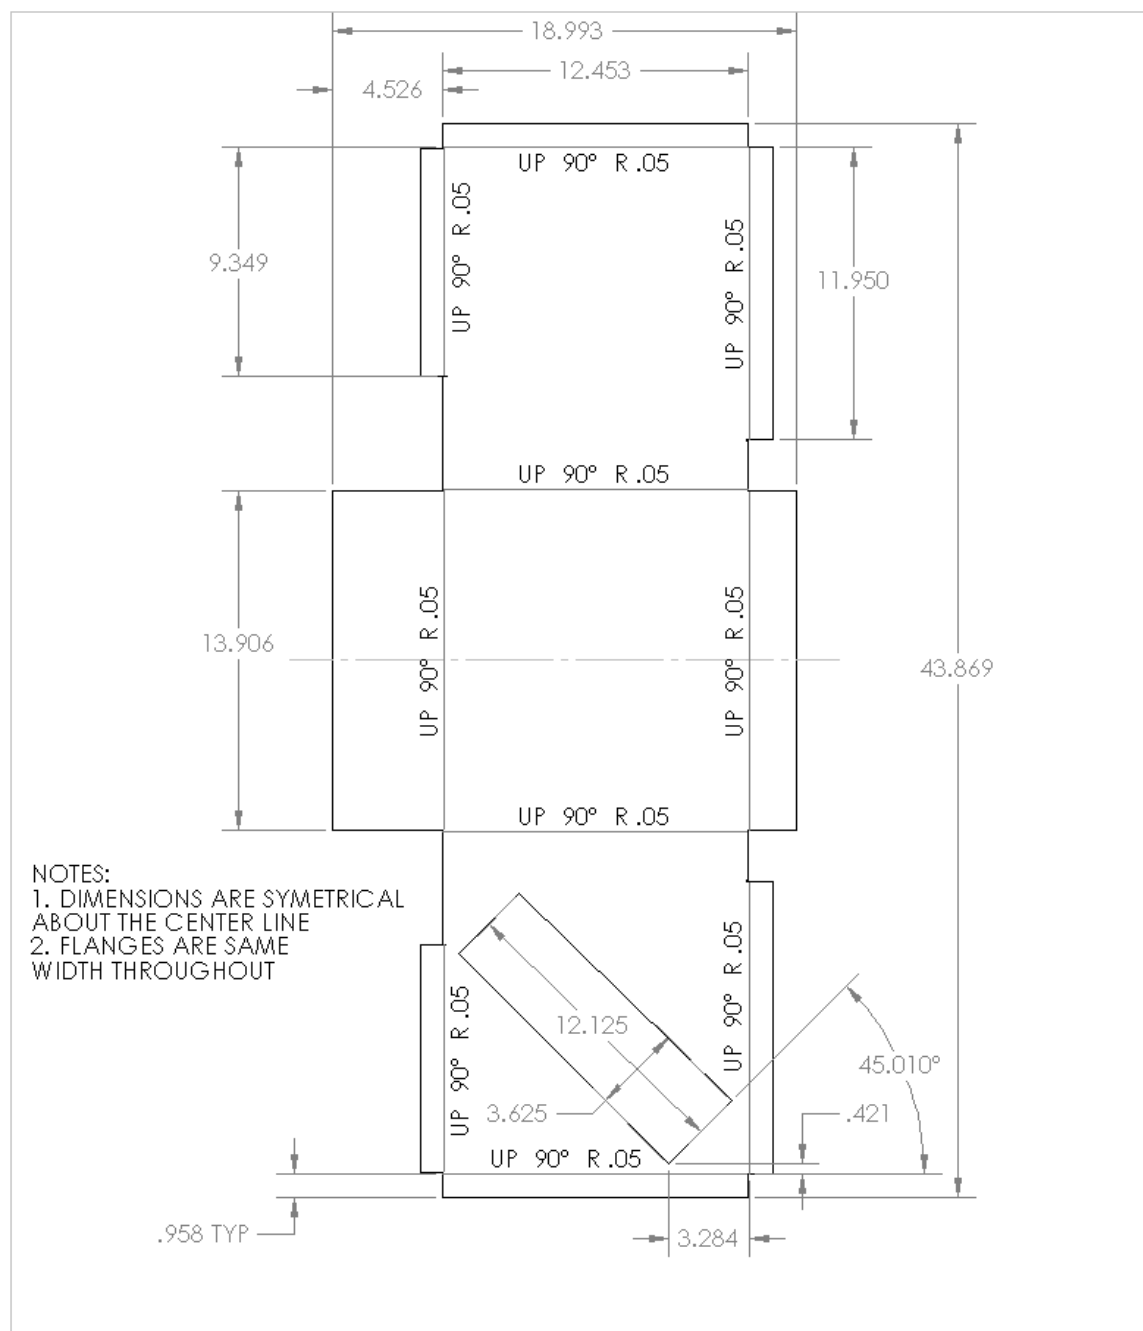 18.993
12.453
4.526
UP 90° R .05
UP 90° R .05
UP 90° R .05
9.349
11.950
UP 90° R .05
UP 90° R .05
UP 90° R .05
13.906
43.869
UP 90° R .05
NOTES:
1. DIMENSIONS ARE SYMETRICAL
ABOUT THE CENTER LINE
2. FLANGES ARE SAME
WIDTH THROUGHOUT
UP 90° R .05
UP 90° R .05
12.125
3.625
45.010°
.421
UP 90° R .05
.958 TYP
3.284